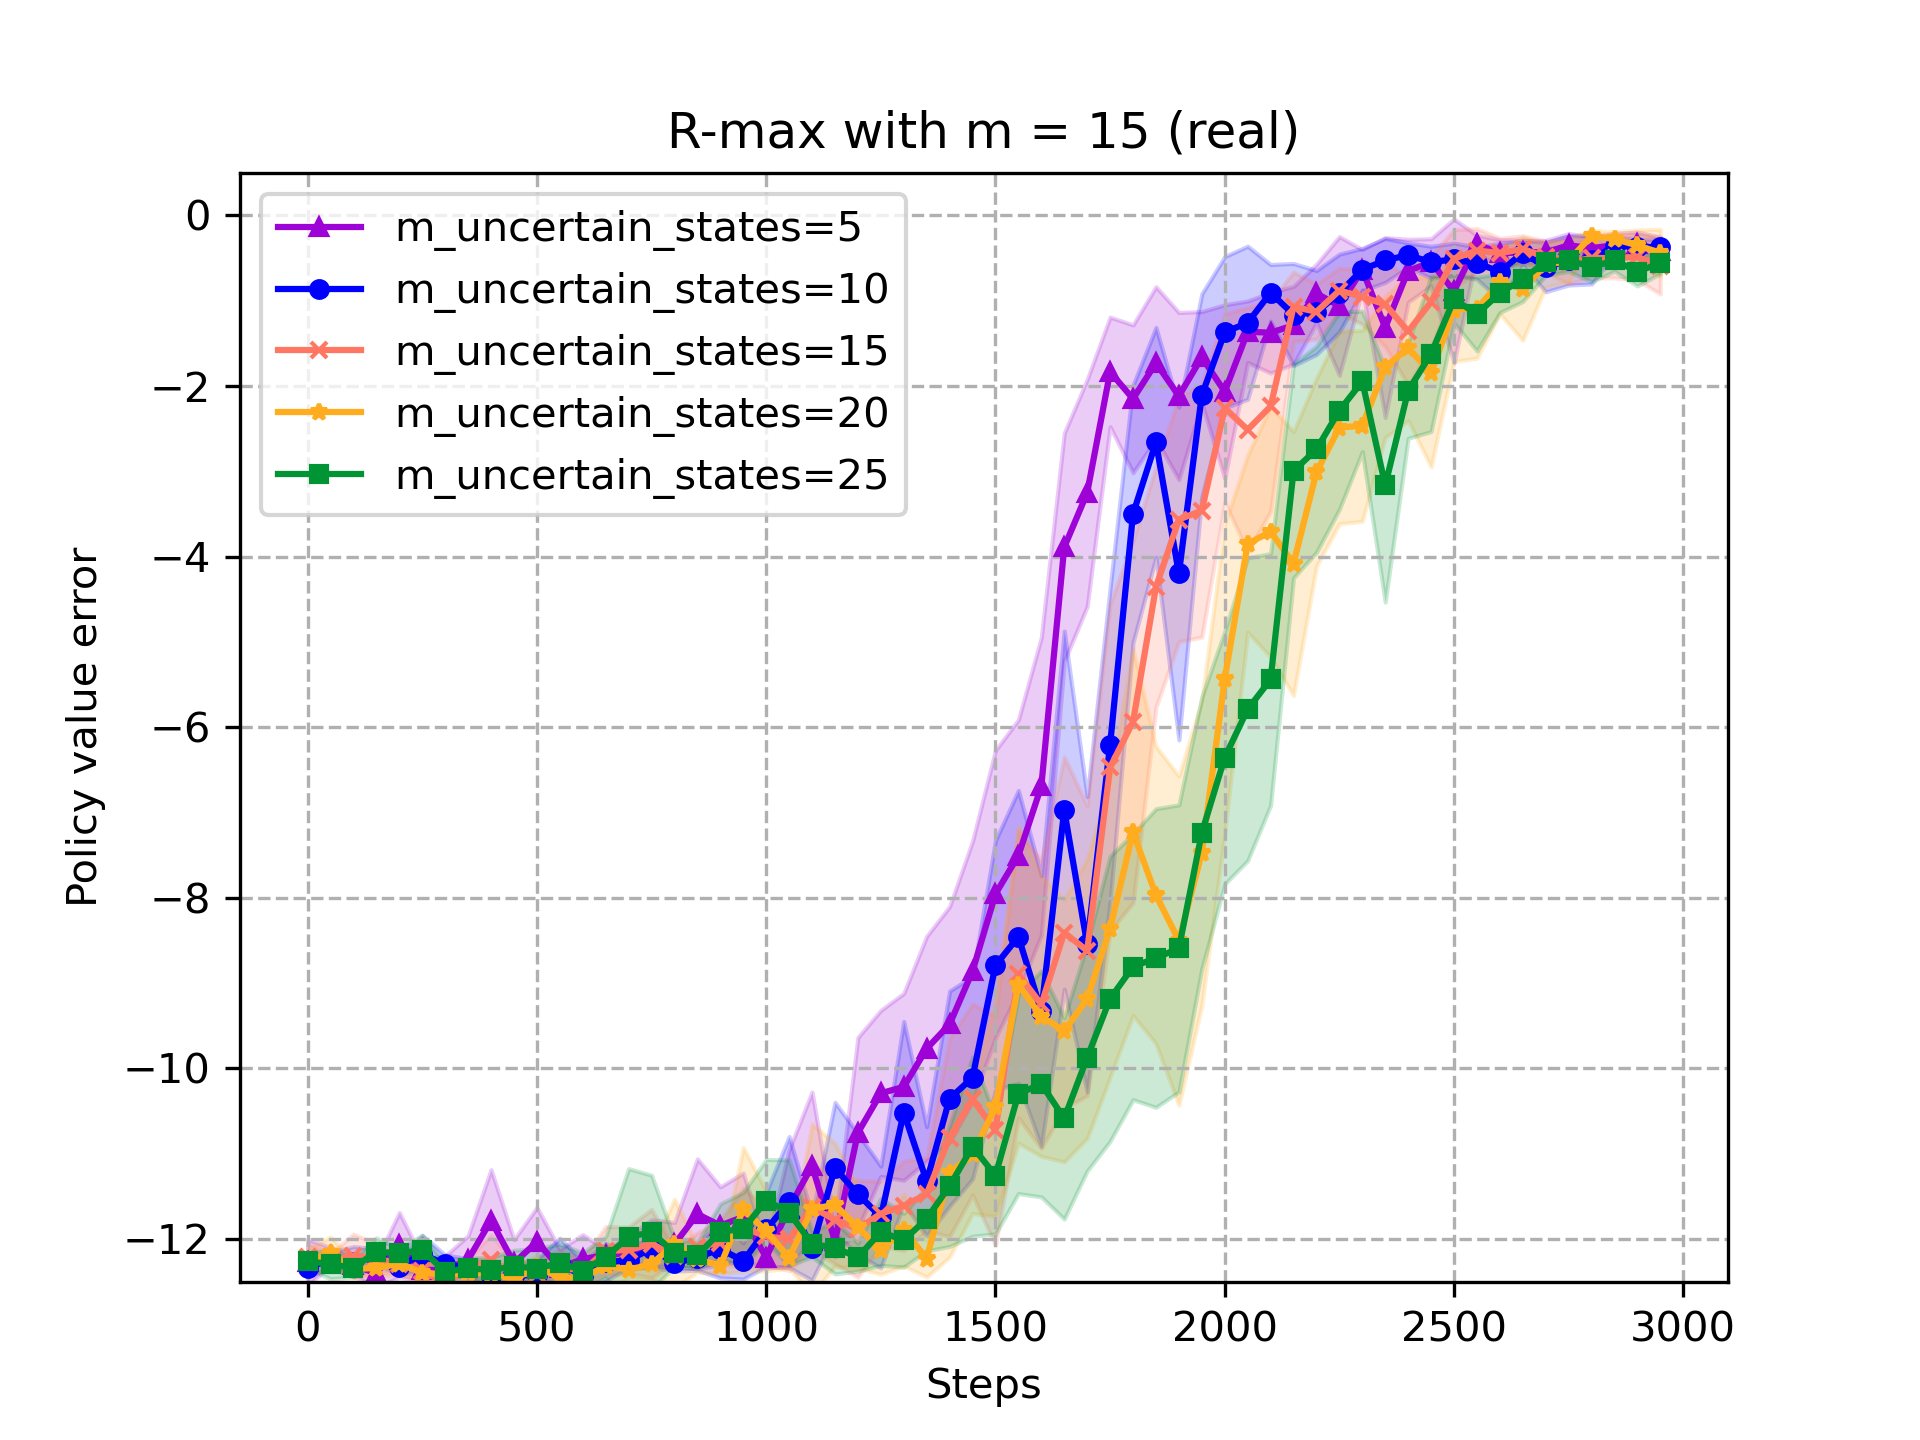 R-max with m = 15 (real)
m_uncertain_states=5
m_uncertain_states=10
m_uncertain_states=15
m_uncertain_states=20
m_uncertain_states=25
Policy value error
0
−2
−4
−6
−8
−10
−12
0 500 1000 1500 2000 2500 3000
Steps